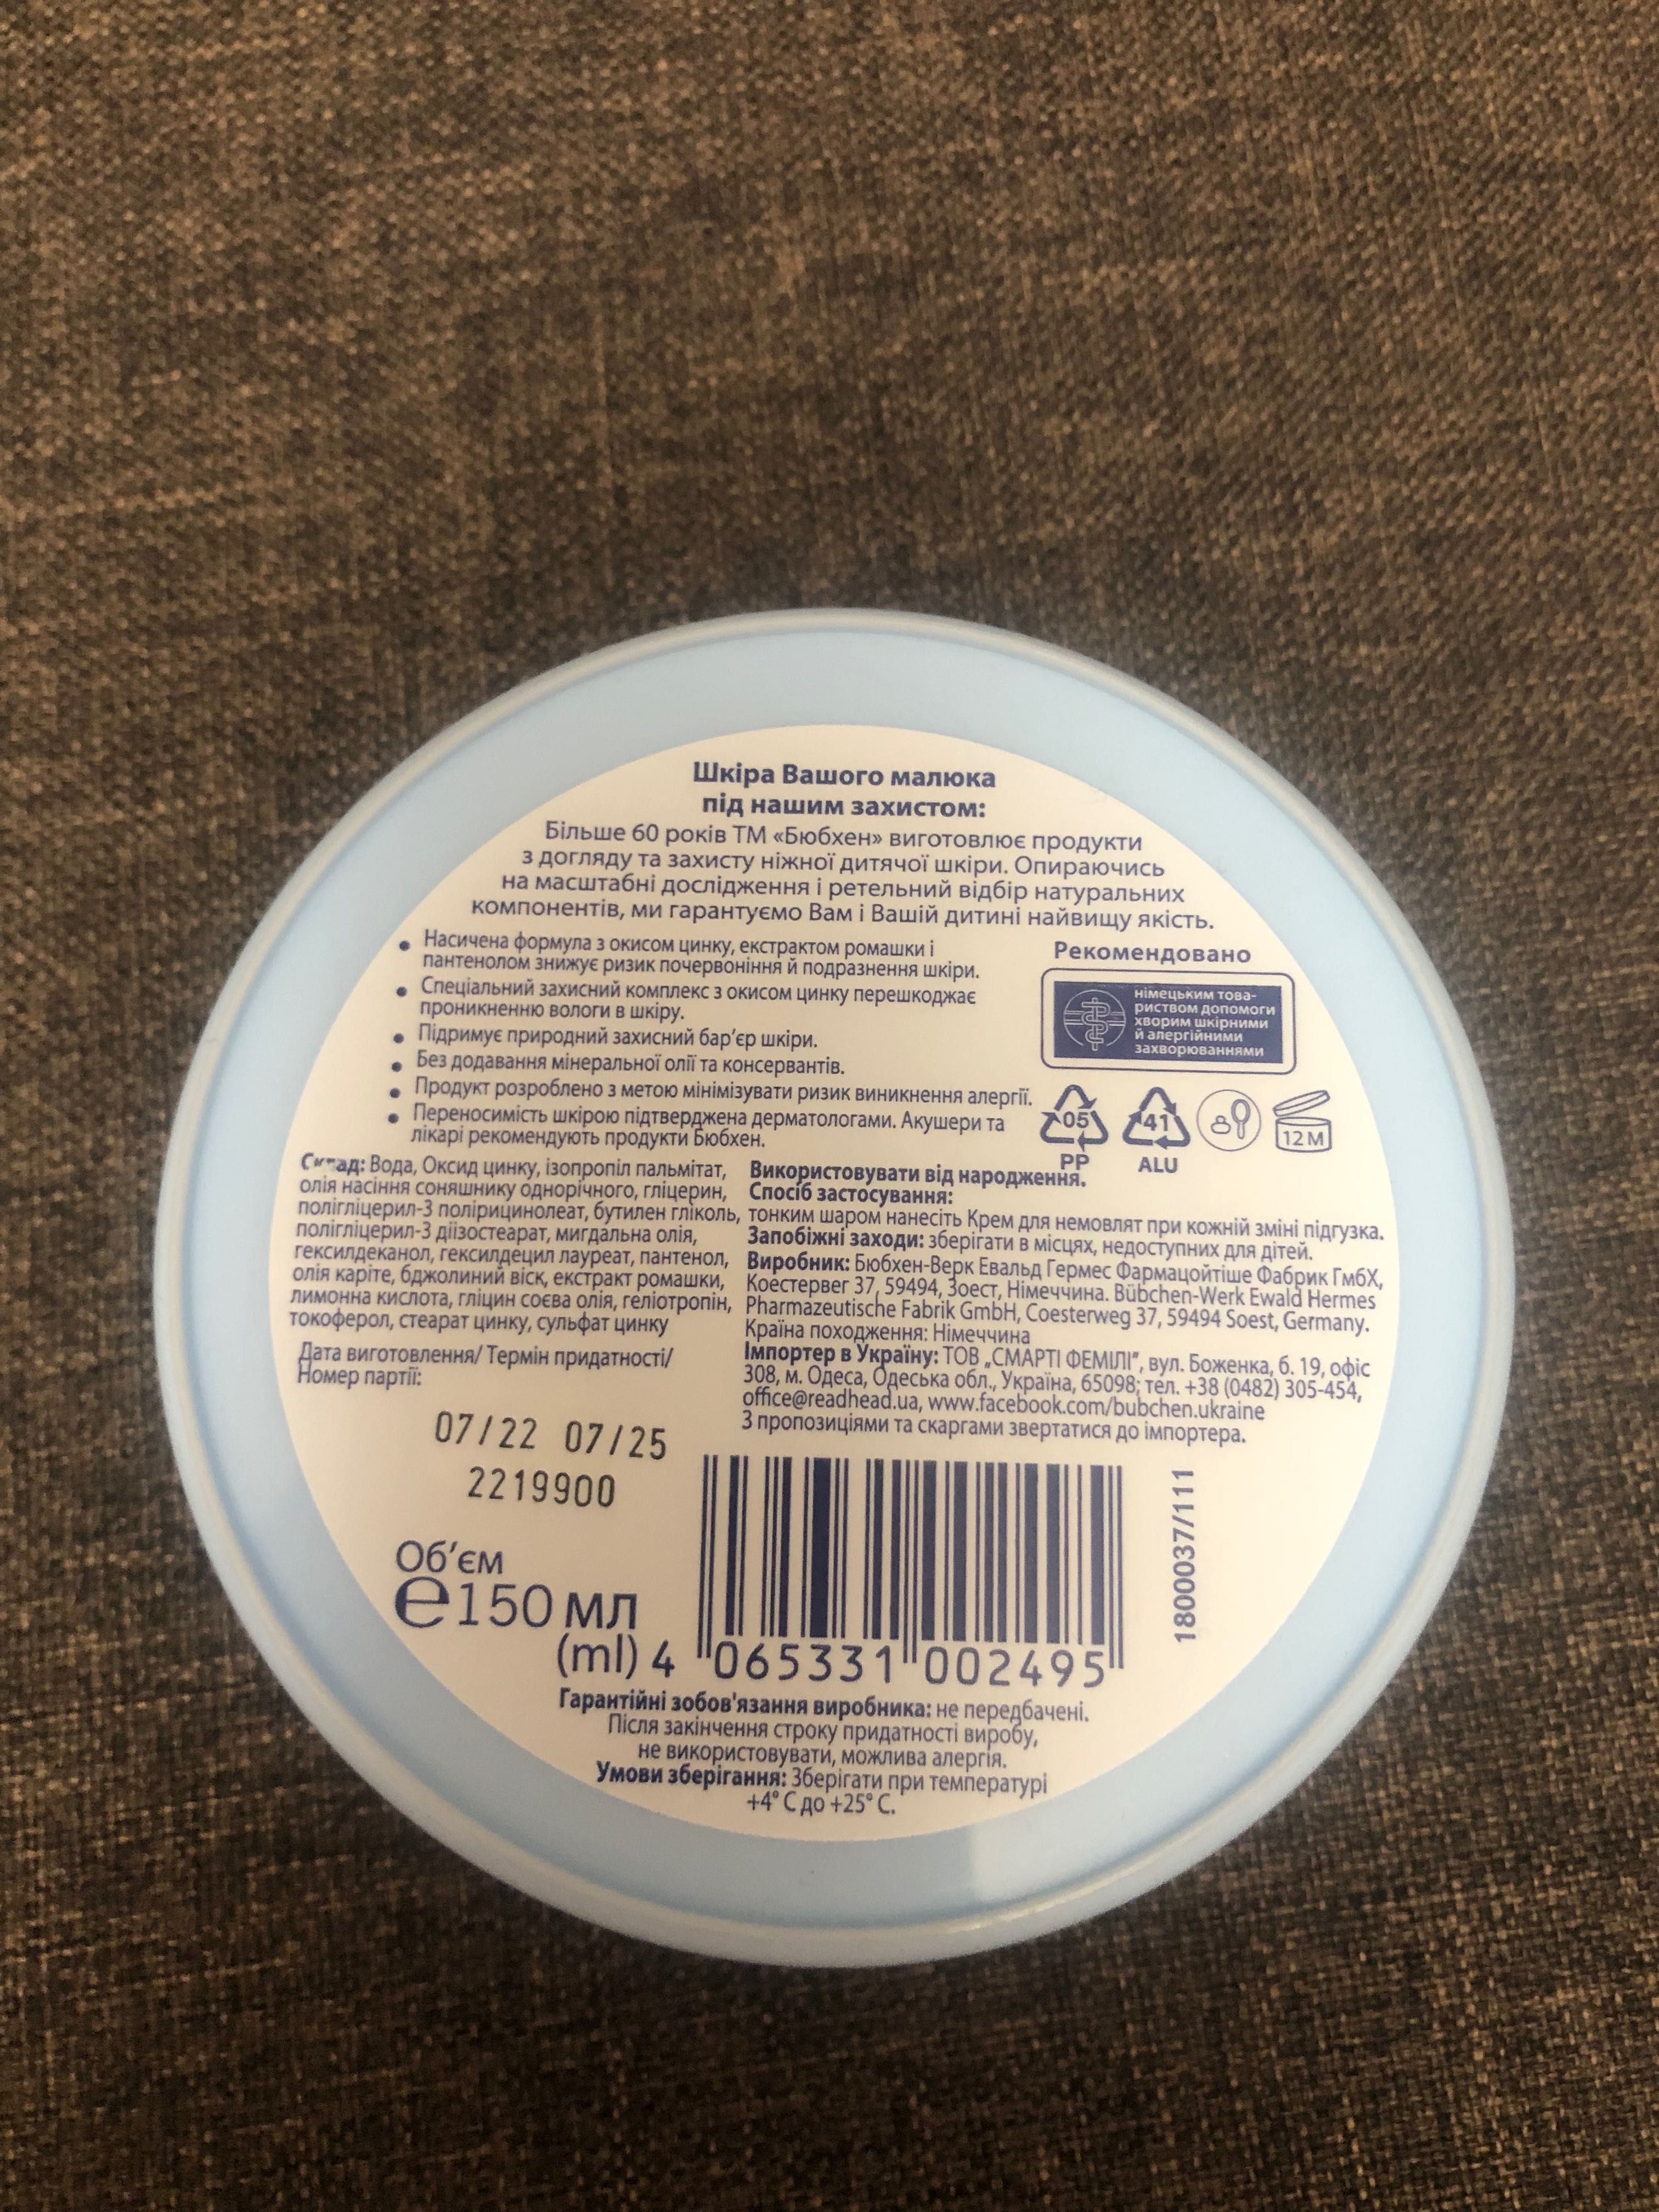 Шкіра Вашого малюка
під нашим захистом:
Більше 60 років ТМ «Бюбхен» виготовлює продукти
з догляду та захисту ніжної дитячої шкіри. Опираючись
на масштабні дослідження і ретельний відбір натуральних
компонентів, ми гарантуємо Вам і Вашій дитині найвищу якість.
• Насичена формула з окисом цинку, екстрактом ромашки і
пантенолом знижує ризик почервоніння й подразнення шкіри.
• Спеціальний захисний комплекс з окисом цинку перешкоджає
проникненню вологи в шкіру.
• Підримує природний захисний бар'єр шкіри.
• Без додавання мінеральної олії та консервантів.
• Продукт розроблено з метою мінімізувати ризик виникнення алергії.
• Переносимість шкірою підтверджена дерматологами. Акушери та
лікарі рекомендують продукти Бюбхен.
Рекомендовано
німецьким това-
риством допомоги
хворим шкірними
й алергійними
захворюваннями
05
PP
41
ALU
12M
Склад: Вода, Оксид цинку, ізопропіл пальмітат,
олія насіння соняшнику однорічного, гліцерин,
полігліцерил-3 полірицинолеат, бутилен гліколь,
полігліцерил-3 діізостеарат, мигдальна олія,
гексилдеканол, гексилдецил лауреат, пантенол,
олія каріте, бджолиний віск, екстракт ромашки,
лимонна кислота, гліцин соєва олія, геліотропін,
токоферол, стеарат цинку, сульфат цинку
Дата виготовлення/ Термін придатності/
Номер партії:
07/22 07/25
2219900
Об'єм
℮150 мл
(ml)
Використовувати від народження.
Спосіб застосування:
тонким шаром нанесіть Крем для немовлят при кожній зміні підгузка.
Запобіжні заходи: зберігати в місцях, недоступних для дітей.
Виробник: Бюбхен-Верк Евальд Гермес Фармацойтіше Фабрик ГмбХ,
Коестервег 37, 59494, Зоест, Німеччина. Bübchen-Werk Ewald Hermes
Pharmazeutische Fabrik GmbH, Coesterweg 37, 59494 Soest, Germany.
Країна походження: Німеччина
Імпортер в Україну: ТОВ „СМАРТІ ФЕМІЛІ", вул. Боженка, б. 19, офіс
308, м. Одеса, Одеська обл., Україна, 65098; тел. +38 (0482) 305-454,
office@readhead.ua, www.facebook.com/bubchen.ukraine
З пропозиціями та скаргами звертатися до імпортера.
4 065331 002495
1800037/111
Гарантійні зобов'язання виробника: не передбачені.
Після закінчення строку придатності виробу,
не використовувати, можлива алергія.
Умови зберігання: Зберігати при температурі
+4° С до +25° С.